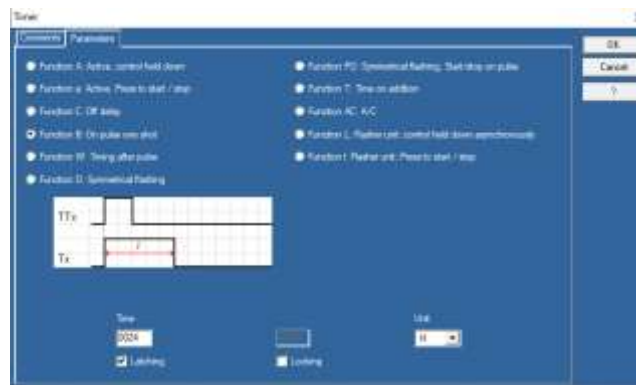 Timer
Comments Parameters
OK
Cancel
?
Function A: Active, control held down
Function a: Active, Press to start / stop
Function C: Off delay
Function B: On pulse one shot
Function W: Timing after pulse
Function D: Symmetrical flashing
Function PD: Symmetrical flashing, Start/stop on pulse
Function T: Time on addition
Function AC: A/C
Function L: Flasher unit, control held down asynchronously
Function l: Flasher unit, Press to start / stop
TTx
Tx
Time
0024
Latching
Locking
Unit
H